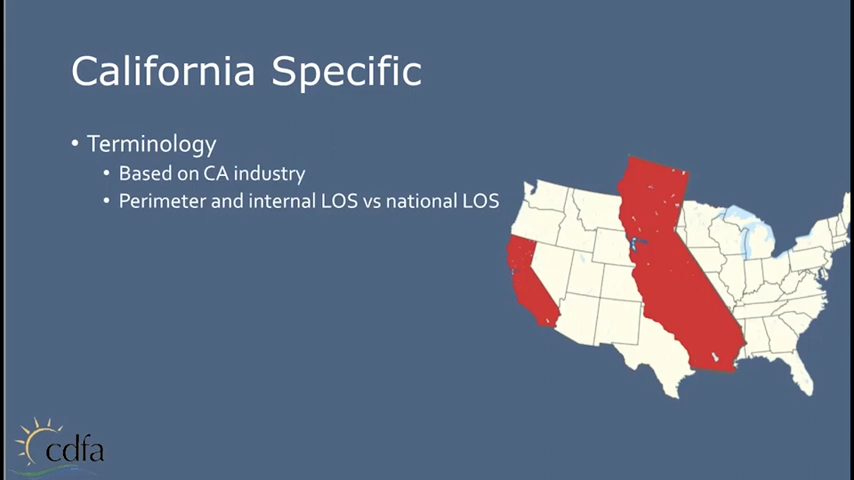 California Specific
• Terminology
• Based on CA industry
• Perimeter and internal LOS vs national LOS
cdfa